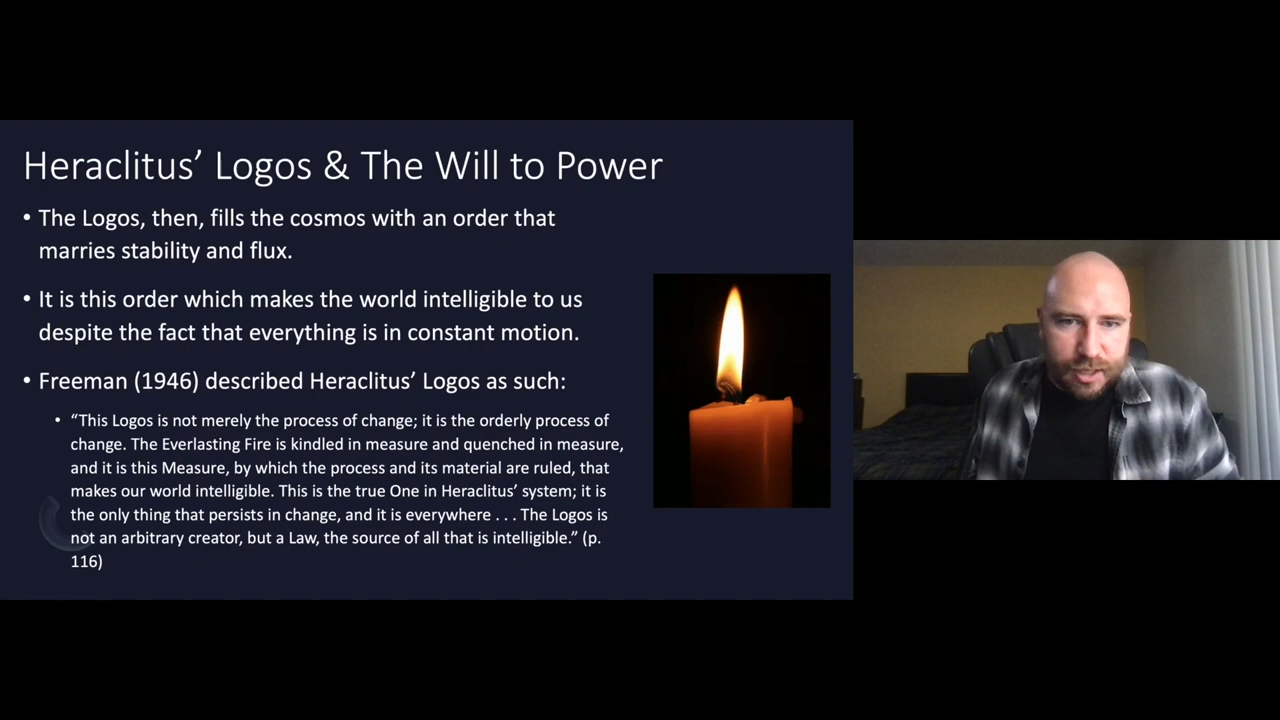 Heraclitus’ Logos & The Will to Power
• The Logos, then, fills the cosmos with an order that
marries stability and flux.
• It is this order which makes the world intelligible to us
despite the fact that everything is in constant motion.
• Freeman (1946) described Heraclitus’ Logos as such:
• “This Logos is not merely the process of change; it is the orderly process of
change. The Everlasting Fire is kindled in measure and quenched in measure,
and it is this Measure, by which the process and its material are ruled, that
makes our world intelligible. This is the true One in Heraclitus’ system; it is
the only thing that persists in change, and it is everywhere . . . The Logos is
not an arbitrary creator, but a Law, the source of all that is intelligible.” (p.
116)